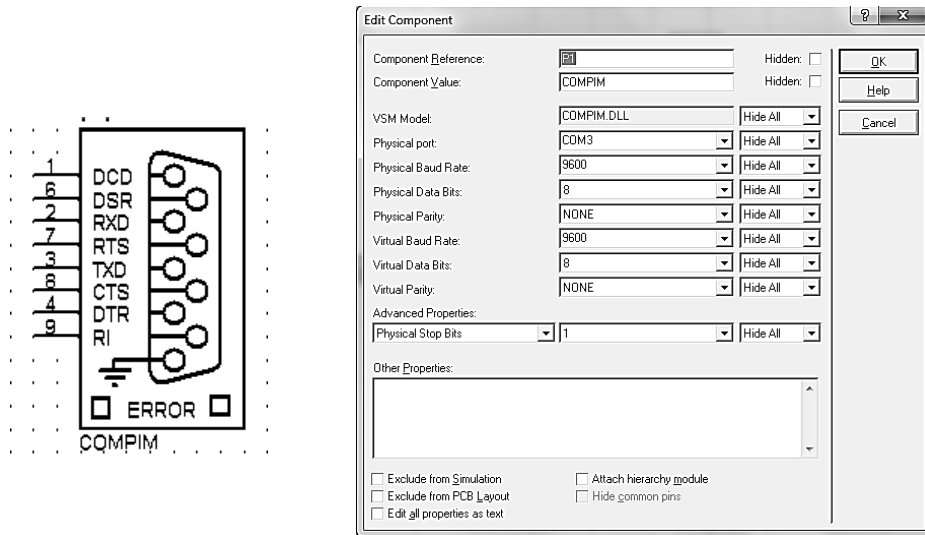 1 DCD
6 DSR
2 RXD
7 RTS
3 TXD
8 CTS
4 DTR
9 RI
ERROR
COMPIM
Edit Component
? x
Component Reference: P1 Hidden:
Component Value: COMPIM Hidden:
VSM Model: COMPIM.DLL Hide All
Physical port: COM3 Hide All
Physical Baud Rate: 9600 Hide All
Physical Data Bits: 8 Hide All
Physical Parity: NONE Hide All
Virtual Baud Rate: 9600 Hide All
Virtual Data Bits: 8 Hide All
Virtual Parity: NONE Hide All
Advanced Properties:
Physical Stop Bits 1 Hide All
Other Properties:
Exclude from Simulation Attach hierarchy module
Exclude from PCB Layout Hide common pins
Edit all properties as text
OK
Help
Cancel